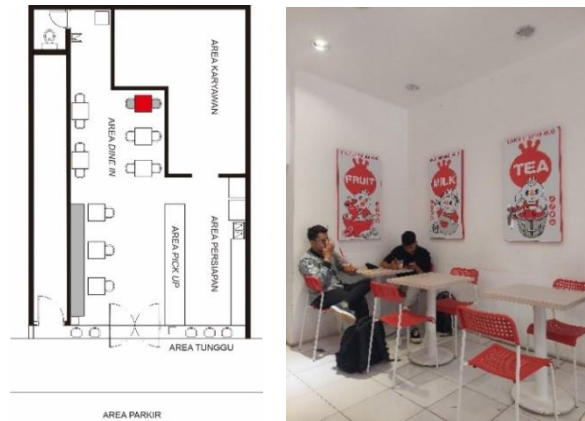 AREA KARYAWAN
AREA DINE IN
AREA PICK UP
AREA PERSIAPAN
AREA TUNGGU
AREA PARKIR
FRUIT
MILK
TEA